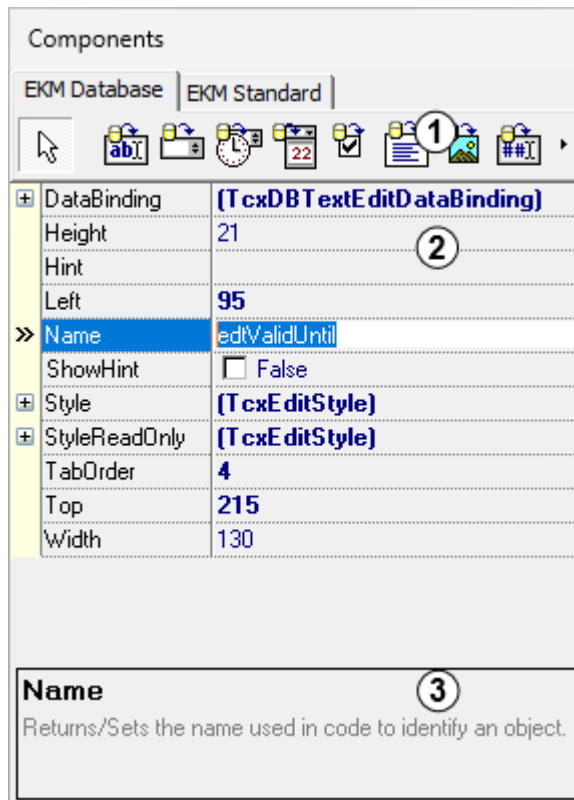 Components
EKM Database EKM Standard
abI 22 1 ##I
DataBinding (TcxDBTextEditDataBinding)
Height 21 2
Hint
Left 95
Name edtValidUntil
ShowHint False
Style (TcxEditStyle)
StyleReadOnly (TcxEditStyle)
TabOrder 4
Top 215
Width 130
Name 3
Returns/Sets the name used in code to identify an object.